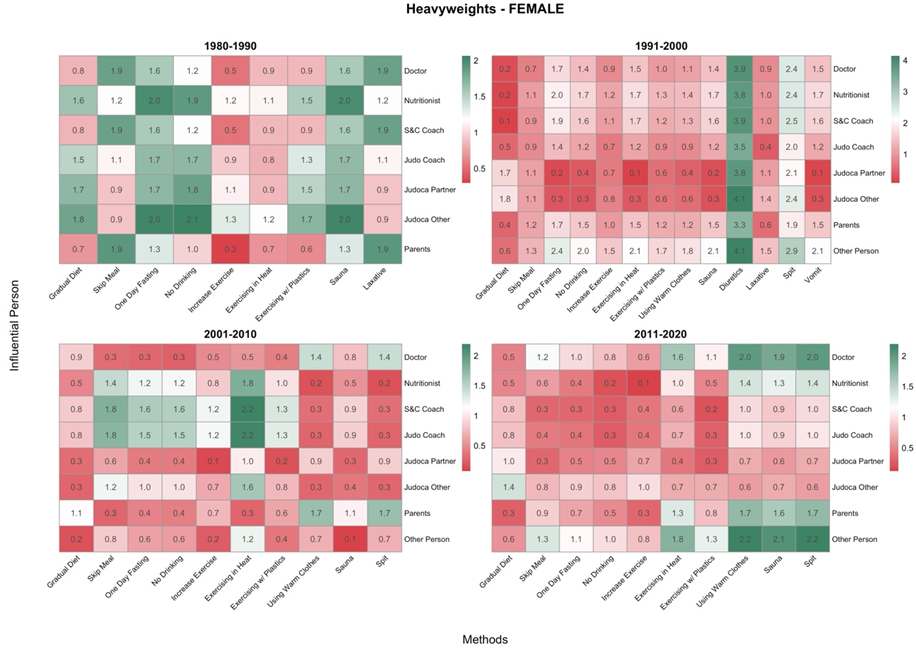 Heavyweights - FEMALE
1980-1990
0.8 1.9 1.6 1.2 0.5 0.9 0.9 1.6 1.9 Doctor
1.6 1.2 2.0 1.9 1.2 1.1 1.5 2.0 1.2 Nutritionist
0.8 1.9 1.6 1.2 0.5 0.9 0.9 1.6 1.9 S&C Coach
1.5 1.1 1.7 1.7 0.9 0.8 1.3 1.7 1.1 Judo Coach
1.7 0.9 1.7 1.8 1.1 0.9 1.5 1.7 0.9 Judoca Partner
1.8 0.9 2.0 2.1 1.3 1.2 1.7 2.0 0.9 Judoca Other
0.7 1.9 1.3 1.0 0.3 0.7 0.6 1.3 1.9 Parents
Gradual Diet
Skip Meal
One Day Fasting
No Drinking
Increase Exercise
Exercising in Heat
Exercising w/ Plastics
Sauna
Laxative
2
1.5
1
0.5
1991-2000
0.2 0.7 1.7 1.4 0.9 1.5 1.0 1.1 1.4 3.9 0.9 2.4 1.5 Doctor
0.2 1.1 2.0 1.7 1.2 1.7 1.3 1.4 1.7 3.8 1.0 2.4 1.7 Nutritionist
0.1 0.9 1.9 1.6 1.1 1.7 1.2 1.3 1.6 3.9 1.0 2.5 1.6 S&C Coach
0.5 0.9 1.4 1.2 0.7 1.2 0.9 0.9 1.2 3.5 0.4 2.0 1.2 Judo Coach
1.7 1.1 0.2 0.4 0.7 0.1 0.6 0.4 0.2 3.8 1.1 2.1 0.1 Judoca Partner
1.8 1.1 0.3 0.3 0.8 0.3 0.6 0.6 0.3 4.1 1.4 2.4 0.3 Judoca Other
0.4 1.2 1.7 1.5 1.0 1.5 1.2 1.2 1.5 3.3 0.6 1.9 1.5 Parents
0.6 1.3 2.4 2.0 1.5 2.1 1.7 1.8 2.1 4.1 1.5 2.9 2.1 Other Person
Gradual Diet
Skip Meal
One Day Fasting
No Drinking
Increase Exercise
Exercising in Heat
Exercising w/ Plastics
Using Warm Clothes
Sauna
Diuretics
Laxative
Spit
Vomit
4
3
2
1
Influential Person
2001-2010
0.9 0.3 0.3 0.3 0.5 0.5 0.4 1.4 0.8 1.4 Doctor
0.5 1.4 1.2 1.2 0.8 1.8 1.0 0.2 0.5 0.2 Nutritionist
0.8 1.8 1.6 1.6 1.2 2.2 1.3 0.3 0.9 0.3 S&C Coach
0.8 1.8 1.5 1.5 1.2 2.2 1.3 0.3 0.9 0.3 Judo Coach
0.3 0.6 0.4 0.4 0.1 1.0 0.2 0.9 0.3 0.9 Judoca Partner
0.3 1.2 1.0 1.0 0.7 1.6 0.8 0.3 0.4 0.3 Judoca Other
1.1 0.3 0.4 0.4 0.7 0.3 0.6 1.7 1.1 1.7 Parents
0.2 0.8 0.6 0.6 0.2 1.2 0.4 0.7 0.1 0.7 Other Person
Gradual Diet
Skip Meal
One Day Fasting
No Drinking
Increase Exercise
Exercising in Heat
Exercising w/ Plastics
Using Warm Clothes
Sauna
Spit
2
1.5
1
0.5
2011-2020
0.5 1.2 1.0 0.8 0.6 1.6 1.1 2.0 1.9 2.0 Doctor
0.5 0.6 0.4 0.2 0.1 1.0 0.5 1.4 1.3 1.4 Nutritionist
0.8 0.3 0.3 0.3 0.4 0.6 0.2 1.0 0.9 1.0 S&C Coach
0.8 0.4 0.4 0.3 0.4 0.7 0.3 1.0 0.9 1.0 Judo Coach
1.0 0.3 0.5 0.5 0.7 0.4 0.3 0.7 0.6 0.7 Judoca Partner
1.4 0.8 0.9 0.8 1.0 0.7 0.7 0.6 0.7 0.6 Judoca Other
0.3 0.9 0.7 0.5 0.3 1.3 0.8 1.7 1.6 1.7 Parents
0.6 1.3 1.1 1.0 0.8 1.8 1.3 2.2 2.1 2.2 Other Person
Gradual Diet
Skip Meal
One Day Fasting
No Drinking
Increase Exercise
Exercising in Heat
Exercising w/ Plastics
Using Warm Clothes
Sauna
Spit
2
1.5
1
0.5
Methods